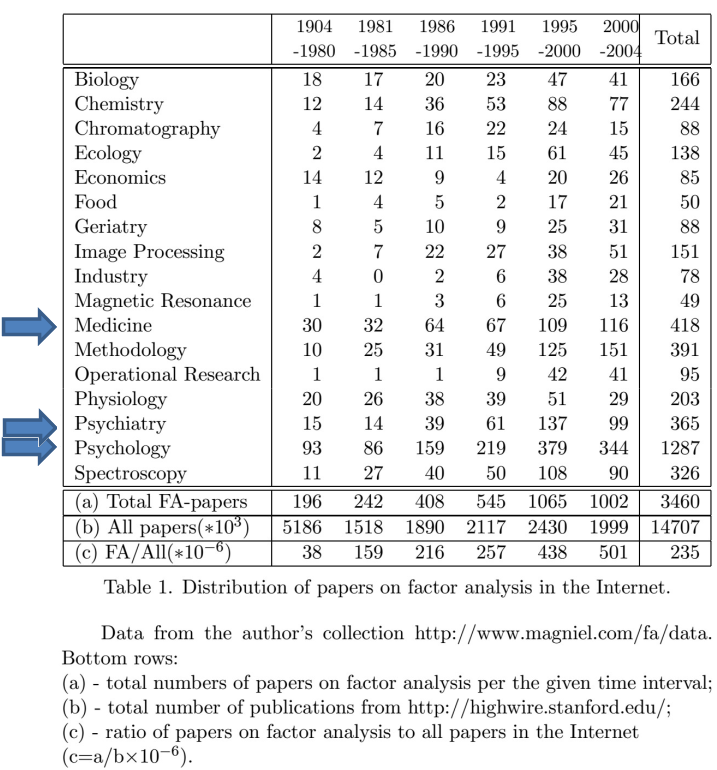 1904 1981 1986 1991 1995 2000 Total
-1980 -1985 -1990 -1995 -2000 -2004
Biology 18 17 20 23 47 41 166
Chemistry 12 14 36 53 88 77 244
Chromatography 4 7 16 22 24 15 88
Ecology 2 4 11 15 61 45 138
Economics 14 12 9 4 20 26 85
Food 1 4 5 2 17 21 50
Geriatry 8 5 10 9 25 31 88
Image Processing 2 7 22 27 38 51 151
Industry 4 0 2 6 38 28 78
Magnetic Resonance 1 1 3 6 25 13 49
Medicine 30 32 64 67 109 116 418
Methodology 10 25 31 49 125 151 391
Operational Research 1 1 1 9 42 41 95
Physiology 20 26 38 39 51 29 203
Psychiatry 15 14 39 61 137 99 365
Psychology 93 86 159 219 379 344 1287
Spectroscopy 11 27 40 50 108 90 326
(a) Total FA-papers 196 242 408 545 1065 1002 3460
(b) All papers(∗10³) 5186 1518 1890 2117 2430 1999 14707
(c) FA/All(∗10⁻⁶) 38 159 216 257 438 501 235
Table 1. Distribution of papers on factor analysis in the Internet.
Data from the author's collection http://www.magniel.com/fa/data.
Bottom rows:
(a) - total numbers of papers on factor analysis per the given time interval;
(b) - total number of publications from http://highwire.stanford.edu/;
(c) - ratio of papers on factor analysis to all papers in the Internet
(c=a/b×10⁻⁶).